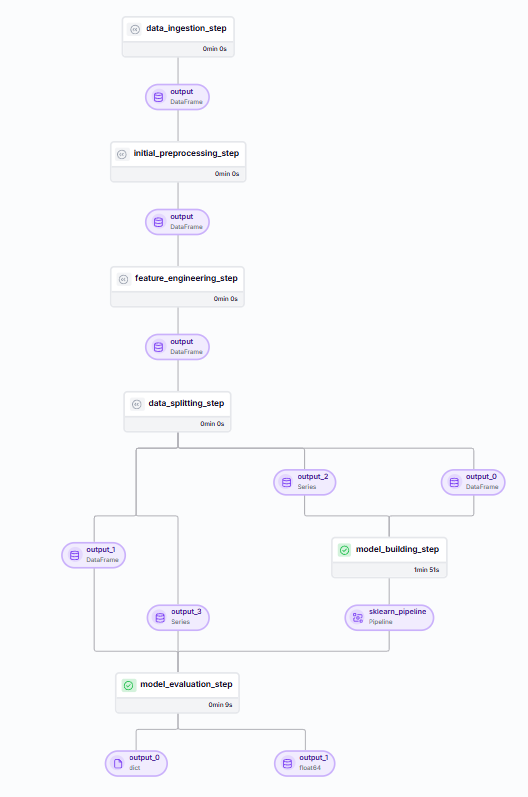 data_ingestion_step
0min 0s
output
DataFrame
initial_preprocessing_step
0min 0s
output
DataFrame
feature_engineering_step
0min 0s
output
DataFrame
data_splitting_step
0min 0s
output_2
Series
output_0
DataFrame
output_1
DataFrame
model_building_step
1min 51s
output_3
Series
sklearn_pipeline
Pipeline
model_evaluation_step
0min 9s
output_0
dict
output_1
float64